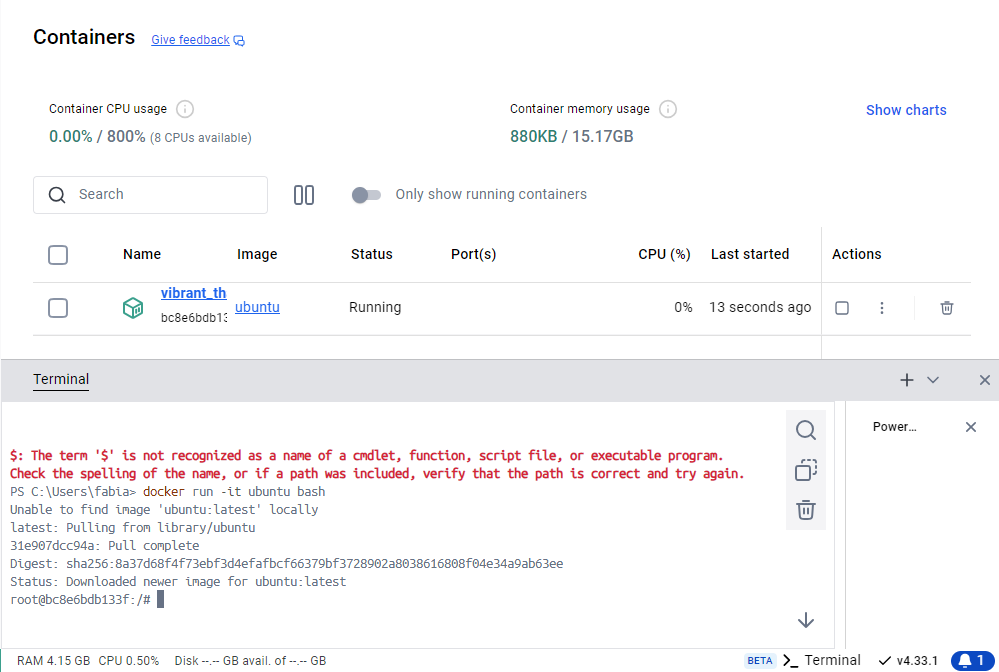 Containers Give feedback
Container CPU usage
0.00% / 800% (8 CPUs available)
Container memory usage
880KB / 15.17GB
Show charts
Search
Only show running containers
Name Image Status Port(s) CPU (%) Last started Actions
vibrant_th
bc8e6bdb13
ubuntu Running 0% 13 seconds ago
Terminal
Power...
$: The term '$' is not recognized as a name of a cmdlet, function, script file, or executable program.
Check the spelling of the name, or if a path was included, verify that the path is correct and try again.
PS C:\Users\fabia> docker run -it ubuntu bash
Unable to find image 'ubuntu:latest' locally
latest: Pulling from library/ubuntu
31e907dcc94a: Pull complete
Digest: sha256:8a37d68f4f73ebf3d4efafbcf66379bf3728902a8038616808f04e34a9ab63ee
Status: Downloaded newer image for ubuntu:latest
root@bc8e6bdb133f:/#
RAM 4.15 GB CPU 0.50% Disk --.-- GB avail. of --.-- GB BETA >_ Terminal v4.33.1 1